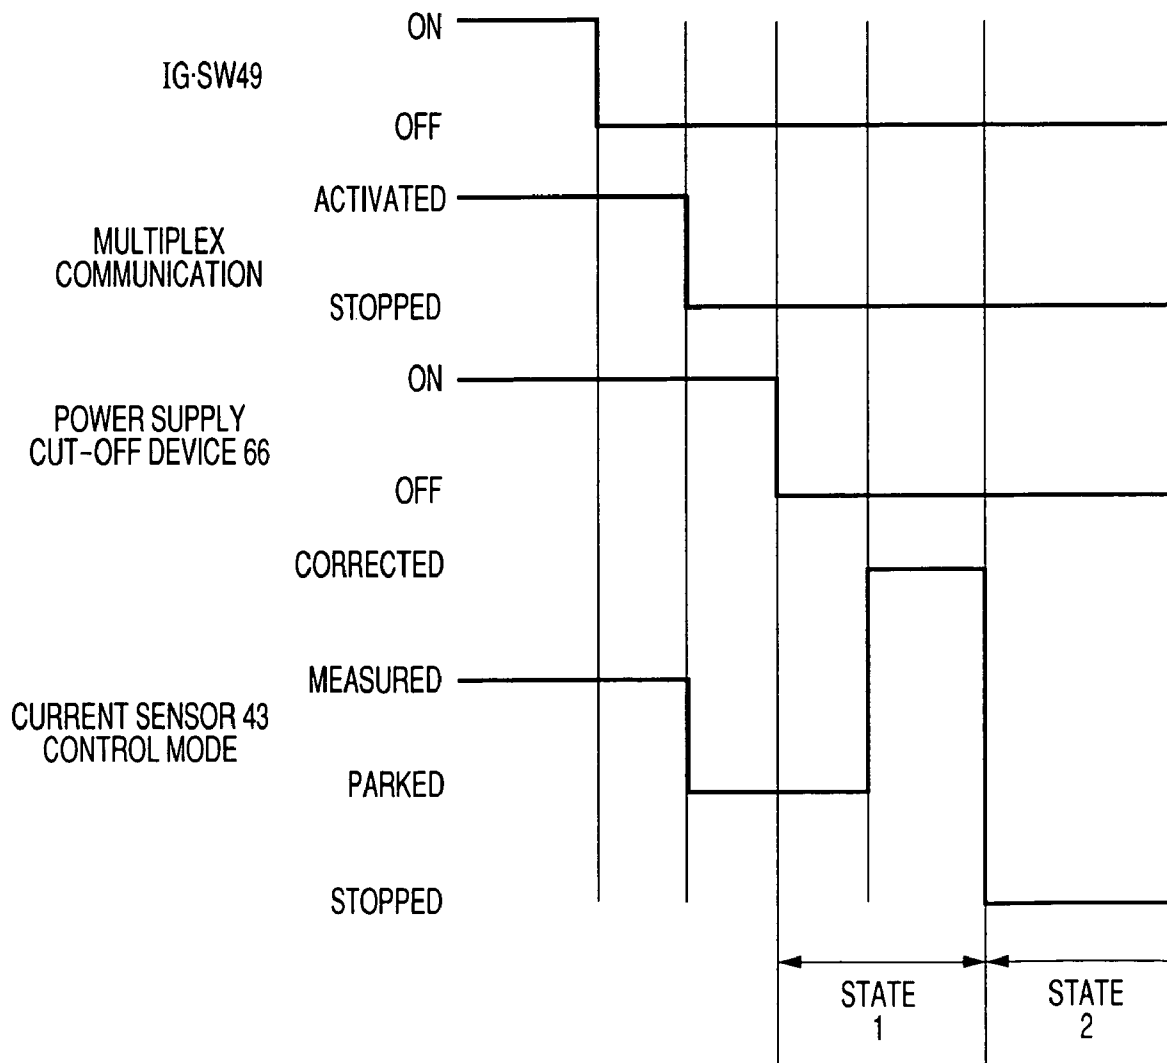 ON
IG·SW49
OFF
ACTIVATED
MULTIPLEX
COMMUNICATION
STOPPED
ON
POWER SUPPLY
CUT-OFF DEVICE 66
OFF
CORRECTED
MEASURED
CURRENT SENSOR 43
CONTROL MODE
PARKED
STOPPED
STATE
1
STATE
2